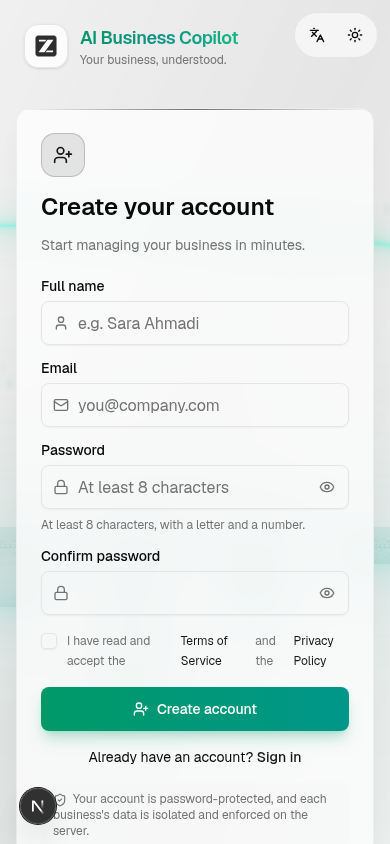 AI Business Copilot
Your business, understood.
Create your account
Start managing your business in minutes.
Full name
e.g. Sara Ahmadi
Email
you@company.com
Password
At least 8 characters
At least 8 characters, with a letter and a number.
Confirm password
I have read and accept the Terms of Service and the Privacy Policy
Create account
Already have an account? Sign in
Your account is password-protected, and each
business's data is isolated and enforced on the
server.
N